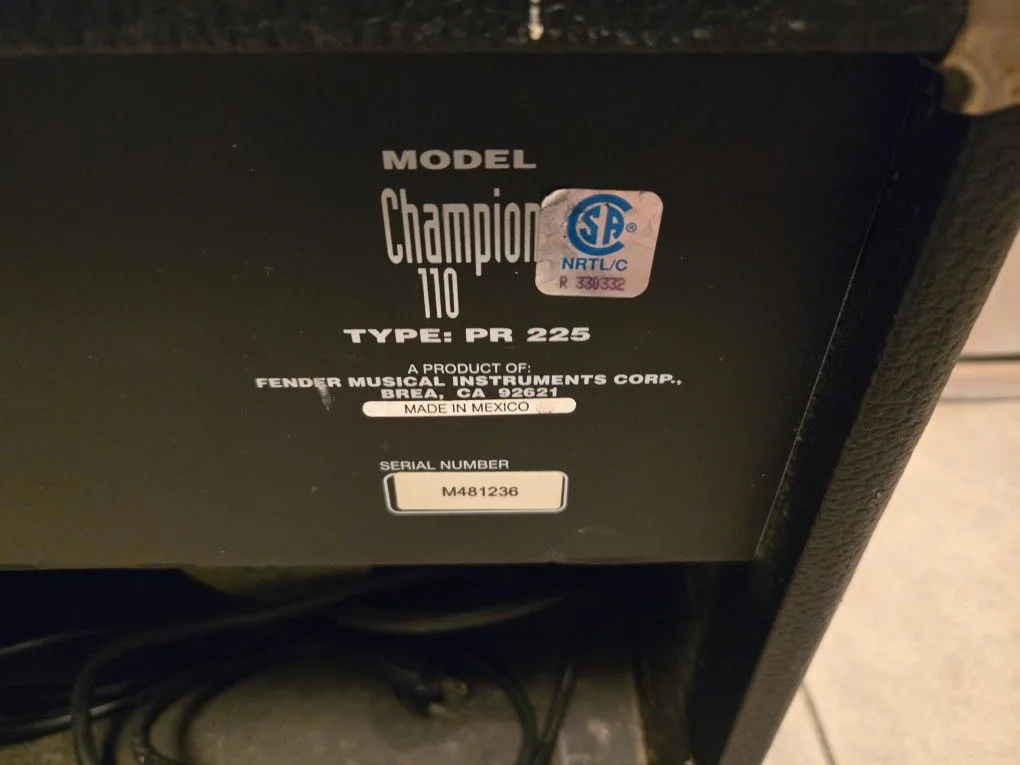 MODEL
Champion
110
CSA®
NRTL/C
R 330332
TYPE: PR 225
A PRODUCT OF:
FENDER MUSICAL INSTRUMENTS CORP.,
BREA, CA 92621
MADE IN MEXICO
SERIAL NUMBER
M481236